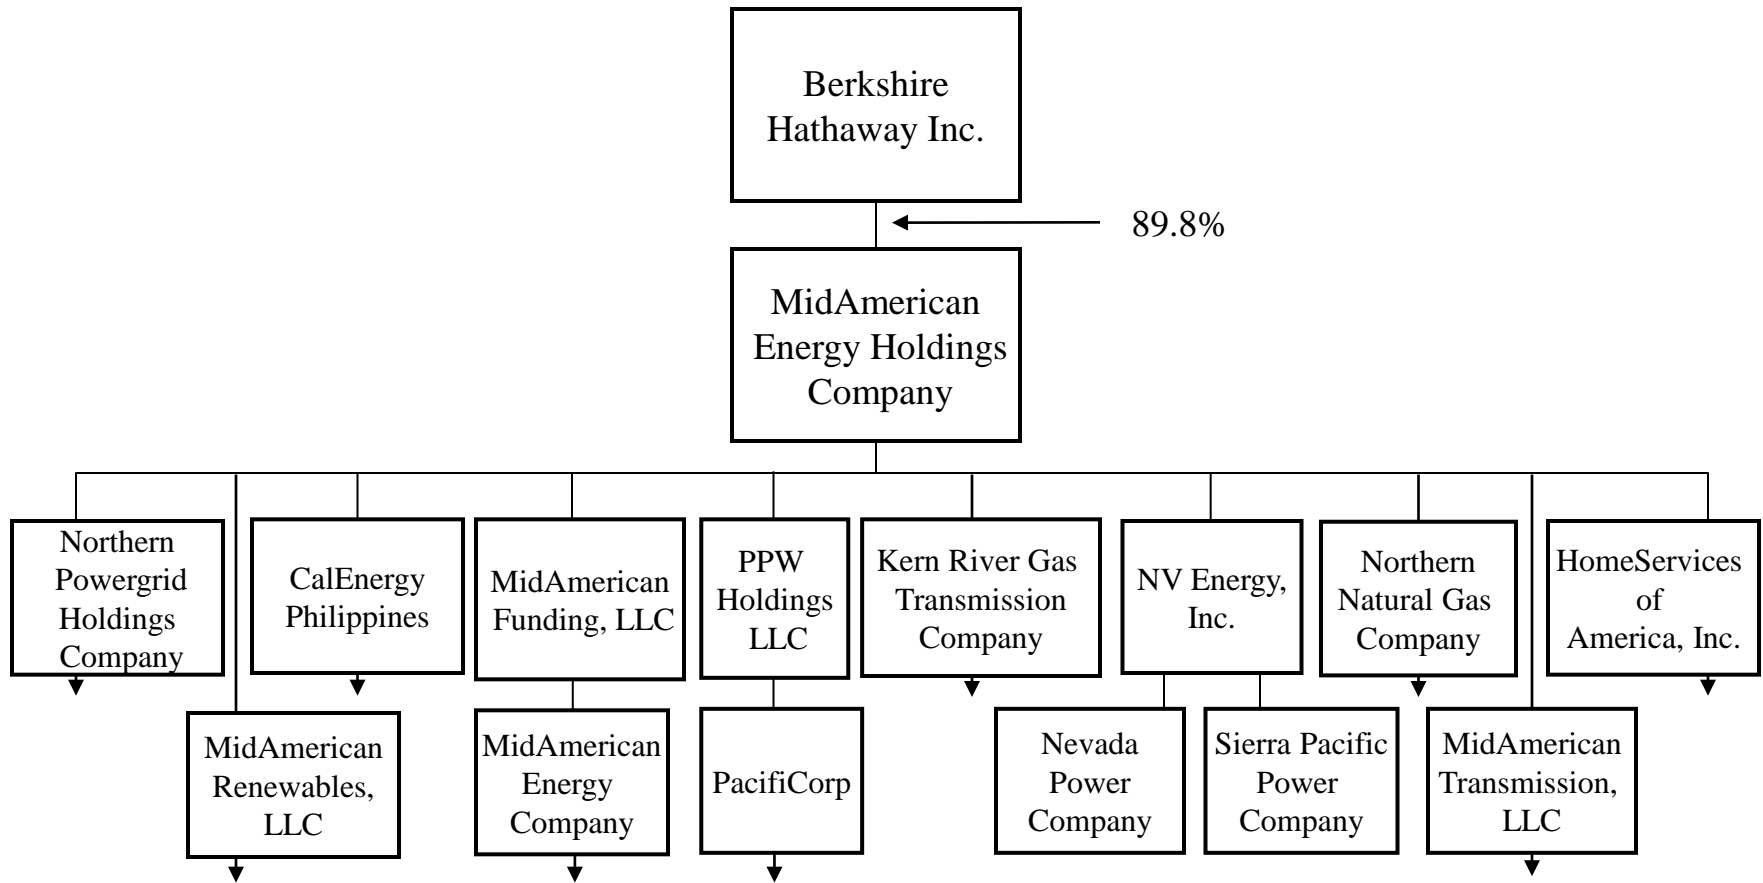 Berkshire
Hathaway Inc.
89.8%
MidAmerican
Energy Holdings
Company
Northern
Powergrid
Holdings
Company
CalEnergy
Philippines
MidAmerican
Funding, LLC
PPW
Holdings
LLC
Kern River Gas
Transmission
Company
NV Energy,
Inc.
Northern
Natural Gas
Company
HomeServices
of
America, Inc.
MidAmerican
Renewables,
LLC
MidAmerican
Energy
Company
PacifiCorp
Nevada
Power
Company
Sierra Pacific
Power
Company
MidAmerican
Transmission,
LLC